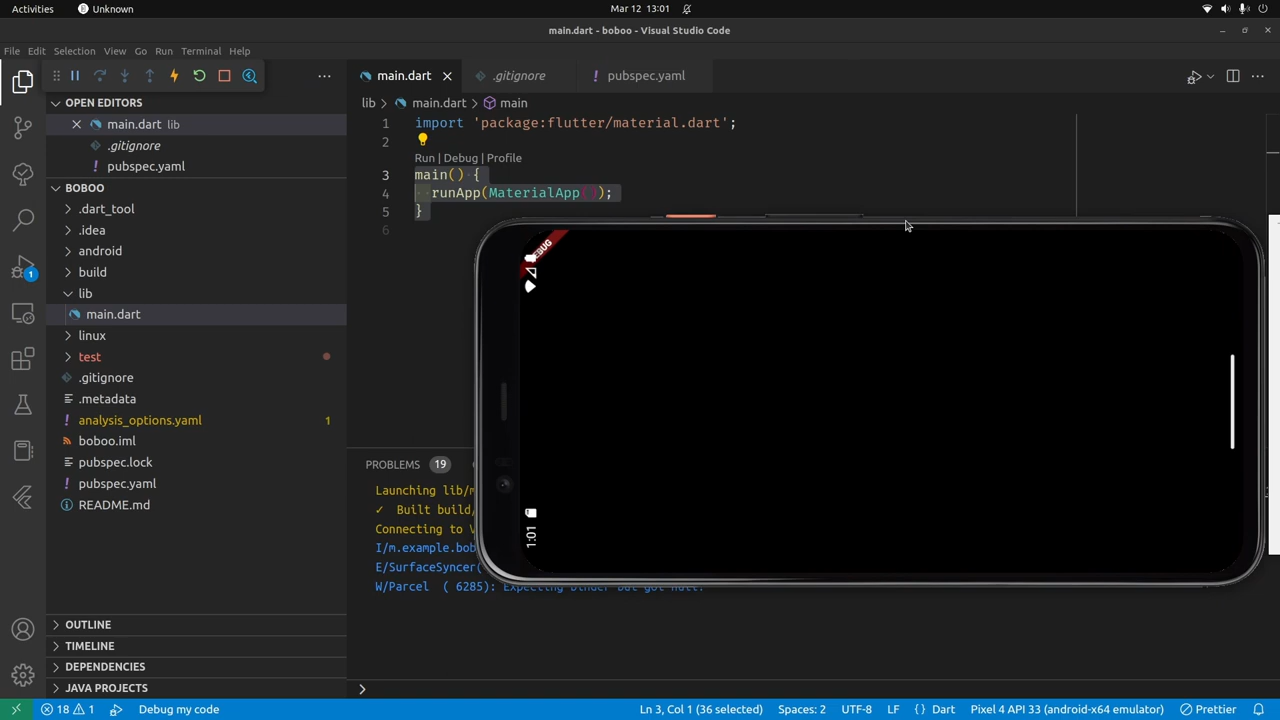 Activities
Unknown
Mar 12 13:01
main.dart - boboo - Visual Studio Code
File Edit Selection View Go Run Terminal Help
main.dart
.gitignore
pubspec.yaml
OPEN EDITORS
main.dart lib
.gitignore
pubspec.yaml
BOBOO
.dart_tool
.idea
android
build
lib
main.dart
linux
test
.gitignore
.metadata
analysis_options.yaml 1
boboo.iml
pubspec.lock
pubspec.yaml
README.md
OUTLINE
TIMELINE
DEPENDENCIES
JAVA PROJECTS
1
lib > main.dart > main
1 import 'package:flutter/material.dart';
2
Run | Debug | Profile
3 main() {
4 runApp(MaterialApp());
5 }
6
DEBUG
1:01
PROBLEMS 19
Launching lib/m
✓ Built build/
Connecting to V
I/m.example.bob
E/SurfaceSyncer(
W/Parcel ( 6285): Expecting binder but got null!
18 1
Debug my code
Ln 3, Col 1 (36 selected)
Spaces: 2
UTF-8
LF
{ } Dart
Pixel 4 API 33 (android-x64 emulator)
Prettier